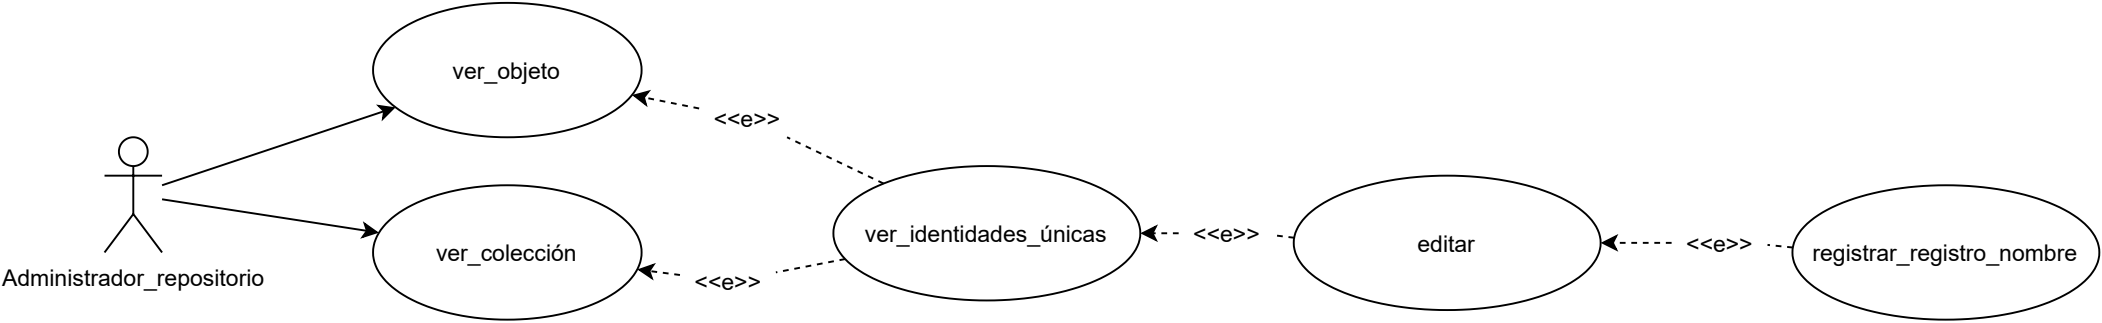 ver_objeto
<<e>>
ver_identidades_únicas
<<e>>
editar
<<e>>
registrar_registro_nombre
ver_colección
<<e>>
Administrador_repositorio